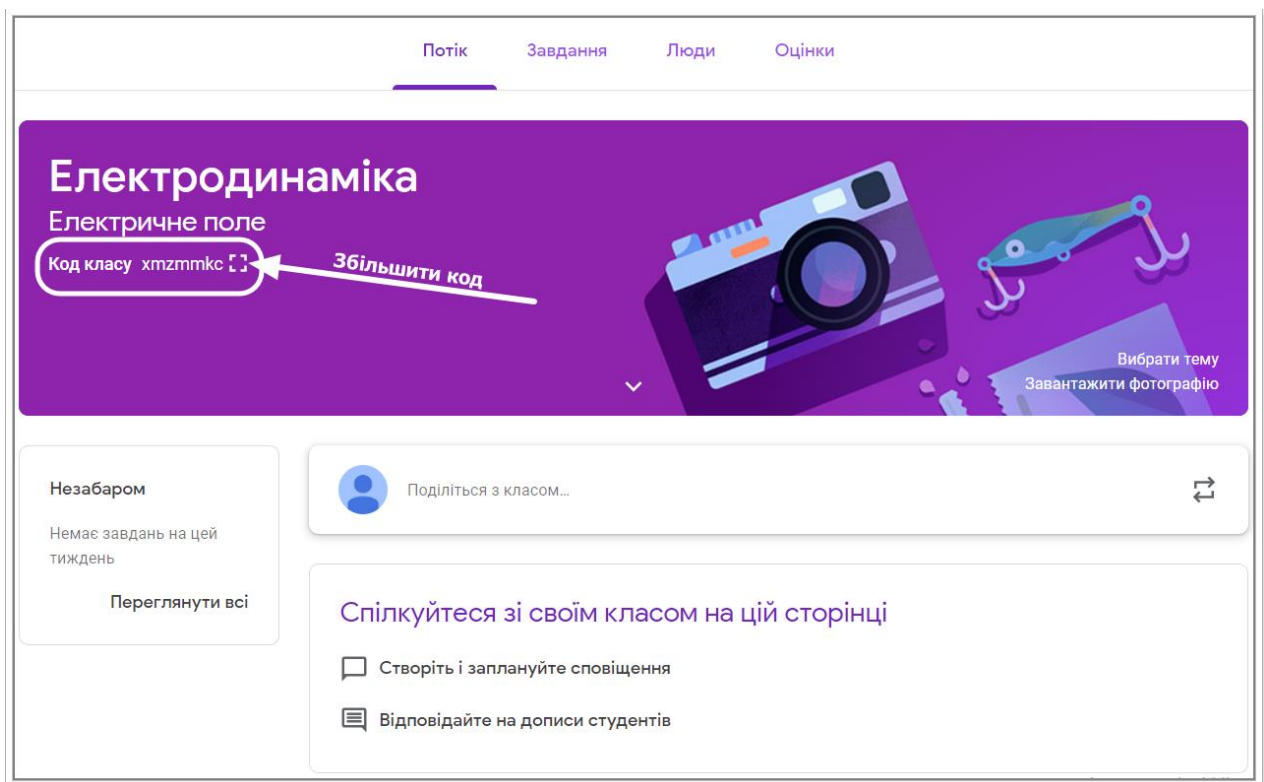 Потік Завдання Люди Оцінки
Електродинаміка
Електричне поле
Код класу xmzmmkc
Збільшити код
Вибрати тему
Завантажити фотографію
Незабаром
Немає завдань на цей
тиждень
Переглянути всі
Поділіться з класом...
Спілкуйтеся зі своїм класом на цій сторінці
Створіть і заплануйте сповіщення
Відповідайте на дописи студентів